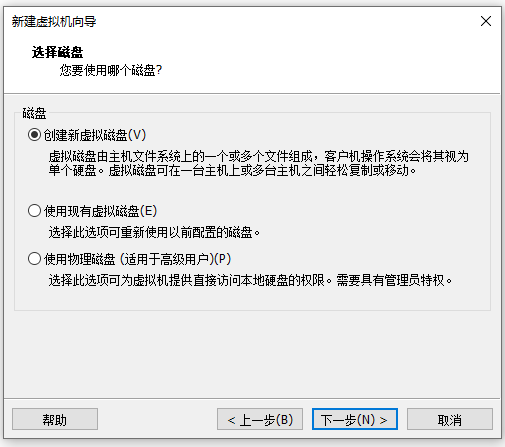 新建虚拟机向导
选择磁盘
您要使用哪个磁盘?
磁盘
创建新虚拟磁盘(V)
虚拟磁盘由主机文件系统上的一个或多个文件组成，客户机操作系统会将其视为
单个硬盘。虚拟磁盘可在一台主机上或多台主机之间轻松复制或移动。
使用现有虚拟磁盘(E)
选择此选项可重新使用以前配置的磁盘。
使用物理磁盘 (适用于高级用户)(P)
选择此选项可为虚拟机提供直接访问本地硬盘的权限。需要具有管理员特权。
帮助
< 上一步(B)
下一步(N) >
取消